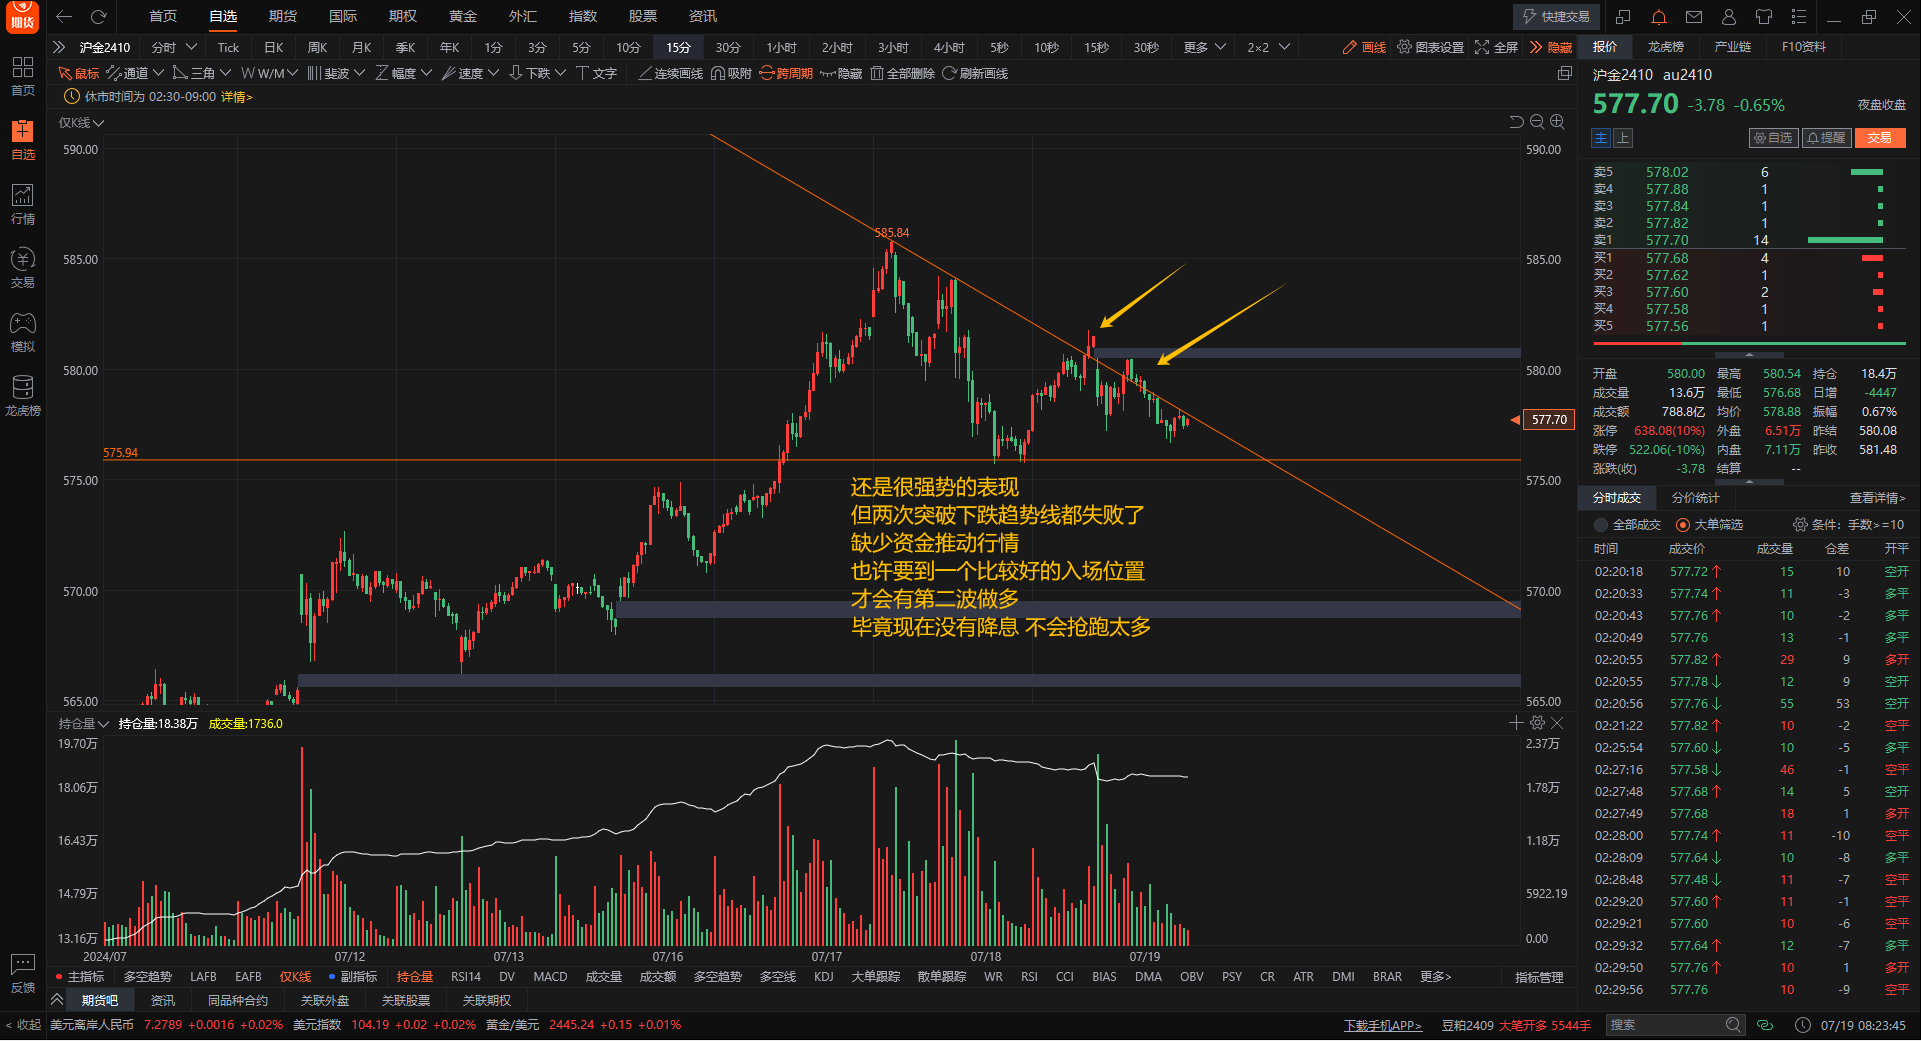 期货
首页 自选 期货 国际 期权 黄金 外汇 指数 股票 资讯 快捷交易
沪金2410 分时 Tick 日K 周K 月K 季K 年K 1分 3分 5分 10分 15分 30分 1小时 2小时 3小时 4小时 5秒 10秒 15秒 30秒 更多 2×2 画线 图表设置 全屏 隐藏
报价 龙虎榜 产业链 F10资料
鼠标 通道 三角 W/M 斐波 幅度 速度 下跌 文字 连续画线 吸附 跨周期 隐藏 全部删除 刷新画线
休市时间为 02:30-09:00 详情>
首页
自选
行情
交易
模拟
龙虎榜
反馈
< 收起
仅K线
590.00 590.00
585.00 585.00
580.00 580.00
575.00 575.00
570.00 570.00
565.00 565.00
585.84
575.94
577.70
还是很强势的表现
但两次突破下跌趋势线都失败了
缺少资金推动行情
也许要到一个比较好的入场位置
才会有第二波做多
毕竟现在没有降息 不会抢跑太多
持仓量 持仓量:18.38万 成交量:1736.0
19.70万 2.37万
18.06万 1.78万
16.43万 1.18万
14.79万 5922.19
13.16万 0.00
2024/07 07/12 07/13 07/16 07/17 07/18 07/19
主指标 多空趋势 LAFB EAFB 仅K线 副指标 持仓量 RSI14 DV MACD 成交量 成交额 多空趋势 多空线 KDJ 大单跟踪 散单跟踪 WR RSI CCI BIAS DMA OBV PSY CR ATR DMI BRAR 更多> 指标管理
期货吧 资讯 同品种合约 关联外盘 关联股票 关联期权
沪金2410 au2410
577.70 -3.78 -0.65% 夜盘收盘
主 上 自选 提醒 交易
卖5 578.02 6
卖4 577.88 1
卖3 577.84 1
卖2 577.82 1
卖1 577.70 14
买1 577.68 4
买2 577.62 1
买3 577.60 2
买4 577.58 1
买5 577.56 1
开盘 580.00 最高 580.54 持仓 18.4万
成交量 13.6万 最低 576.68 日增 -4447
成交额 788.8亿 均价 578.88 振幅 0.67%
涨停 638.08(10%) 外盘 6.51万 昨结 580.08
跌停 522.06(-10%) 内盘 7.11万 昨收 581.48
涨跌(收) -3.78 结算 --
分时成交 分价统计 查看详情>
全部成交 大单筛选 条件: 手数>=10
时间 成交价 成交量 仓差 开平
02:20:18 577.72↑ 15 10 空开
02:20:33 577.74↑ 11 -3 多平
02:20:43 577.76↑ 10 -2 多平
02:20:49 577.76 13 -1 多平
02:20:55 577.82↑ 29 9 多开
02:20:55 577.78↓ 12 9 空开
02:20:56 577.76↓ 55 53 空开
02:21:22 577.82↑ 10 -2 空平
02:25:54 577.60↓ 10 -5 多平
02:27:16 577.58↓ 46 -1 空平
02:27:48 577.68↑ 14 5 空开
02:27:49 577.68 18 1 多开
02:28:00 577.74↑ 11 -10 空平
02:28:09 577.64↓ 10 -8 多平
02:28:48 577.48↓ 11 -7 空平
02:29:20 577.60↑ 11 -1 空平
02:29:21 577.60 10 -6 空平
02:29:32 577.64↑ 12 -7 多平
02:29:50 577.76↑ 10 1 多开
02:29:56 577.76 10 -9 空平
美元离岸人民币 7.2789 +0.0016 +0.02% 美元指数 104.19 +0.02 +0.02% 黄金/美元 2445.24 +0.15 +0.01% 下载手机APP> 豆粕2409 大笔开多 5544手 搜索 07/19 08:23:45